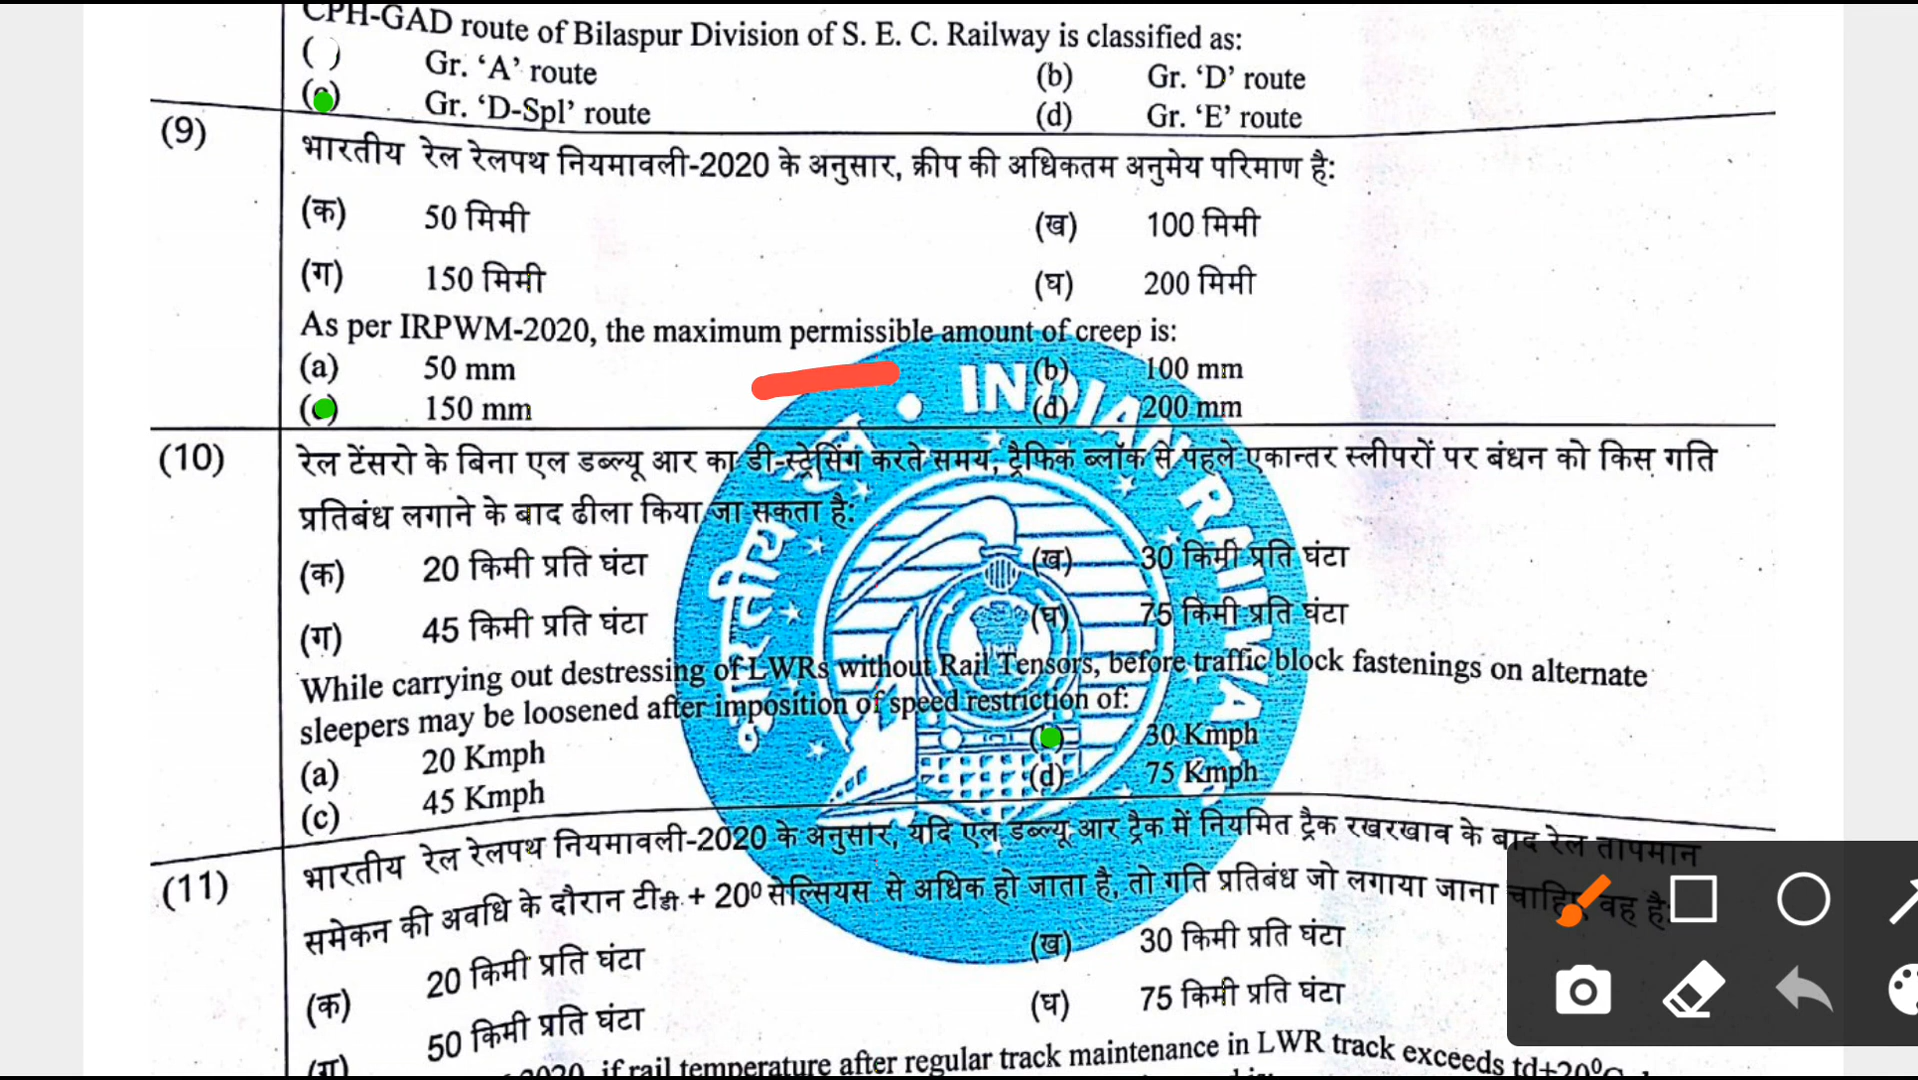 CPH-GAD route of Bilaspur Division of S. E. C. Railway is classified as:
( ) Gr. ‘A’ route (b) Gr. ‘D’ route
(c) Gr. ‘D-Spl’ route (d) Gr. ‘E’ route
(9) भारतीय रेल रेलपथ नियमावली-2020 के अनुसार, क्रीप की अधिकतम अनुमेय परिमाण है:
(क) 50 मिमी (ख) 100 मिमी
(ग) 150 मिमी (घ) 200 मिमी
As per IRPWM-2020, the maximum permissible amount of creep is:
(a) 50 mm (b) 100 mm
(c) 150 mm (d) 200 mm
(10) रेल टेंसरो के बिना एल डब्ल्यू आर का डी-स्ट्रेसिंग करते समय, ट्रैफिक ब्लॉक से पहले एकान्तर स्लीपरों पर बंधन को किस गति
प्रतिबंध लगाने के बाद ढीला किया जा सकता है:
(क) 20 किमी प्रति घंटा (ख) 30 किमी प्रति घंटा
(ग) 45 किमी प्रति घंटा (घ) 75 किमी प्रति घंटा
While carrying out destressing of LWRs without Rail Tensors, before traffic block fastenings on alternate
sleepers may be loosened after imposition of speed restriction of:
(a) 20 Kmph ( ) 30 Kmph
(c) 45 Kmph (d) 75 Kmph
(11) भारतीय रेल रेलपथ नियमावली-2020 के अनुसार, यदि एल डब्ल्यू आर ट्रैक में नियमित ट्रैक रखरखाव के बाद रेल तापमान
समेकन की अवधि के दौरान टीडी + 20⁰ सेल्सियस से अधिक हो जाता है, तो गति प्रतिबंध जो लगाया जाना चाहिए वह है:
(क) 20 किमी प्रति घंटा (ख) 30 किमी प्रति घंटा
(ग) 50 किमी प्रति घंटा (घ) 75 किमी प्रति घंटा
2020, if rail temperature after regular track maintenance in LWR track exceeds td+20⁰C
भारतीय रेल • INDIAN RAILWAYS